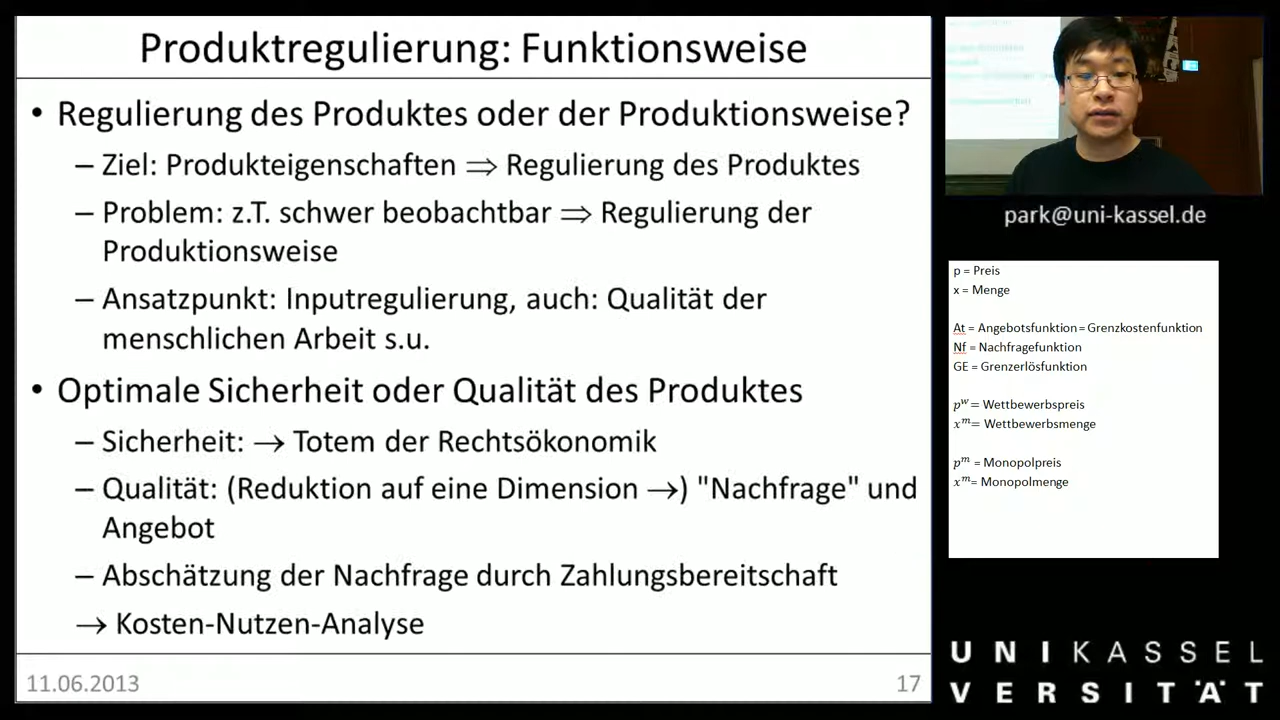 Produktregulierung: Funktionsweise
• Regulierung des Produktes oder der Produktionsweise?
– Ziel: Produkteigenschaften ⇒ Regulierung des Produktes
– Problem: z.T. schwer beobachtbar ⇒ Regulierung der
Produktionsweise
– Ansatzpunkt: Inputregulierung, auch: Qualität der
menschlichen Arbeit s.u.
• Optimale Sicherheit oder Qualität des Produktes
– Sicherheit: → Totem der Rechtsökonomik
– Qualität: (Reduktion auf eine Dimension →) "Nachfrage" und
Angebot
– Abschätzung der Nachfrage durch Zahlungsbereitschaft
→ Kosten-Nutzen-Analyse
11.06.2013
17
park@uni-kassel.de
p = Preis
x = Menge
At = Angebotsfunktion = Grenzkostenfunktion
Nf = Nachfragefunktion
GE = Grenzerlösfunktion
p^w = Wettbewerbspreis
x^m = Wettbewerbsmenge
p^m = Monopolpreis
x^m = Monopolmenge
UNIKASSEL
VERSITÄT